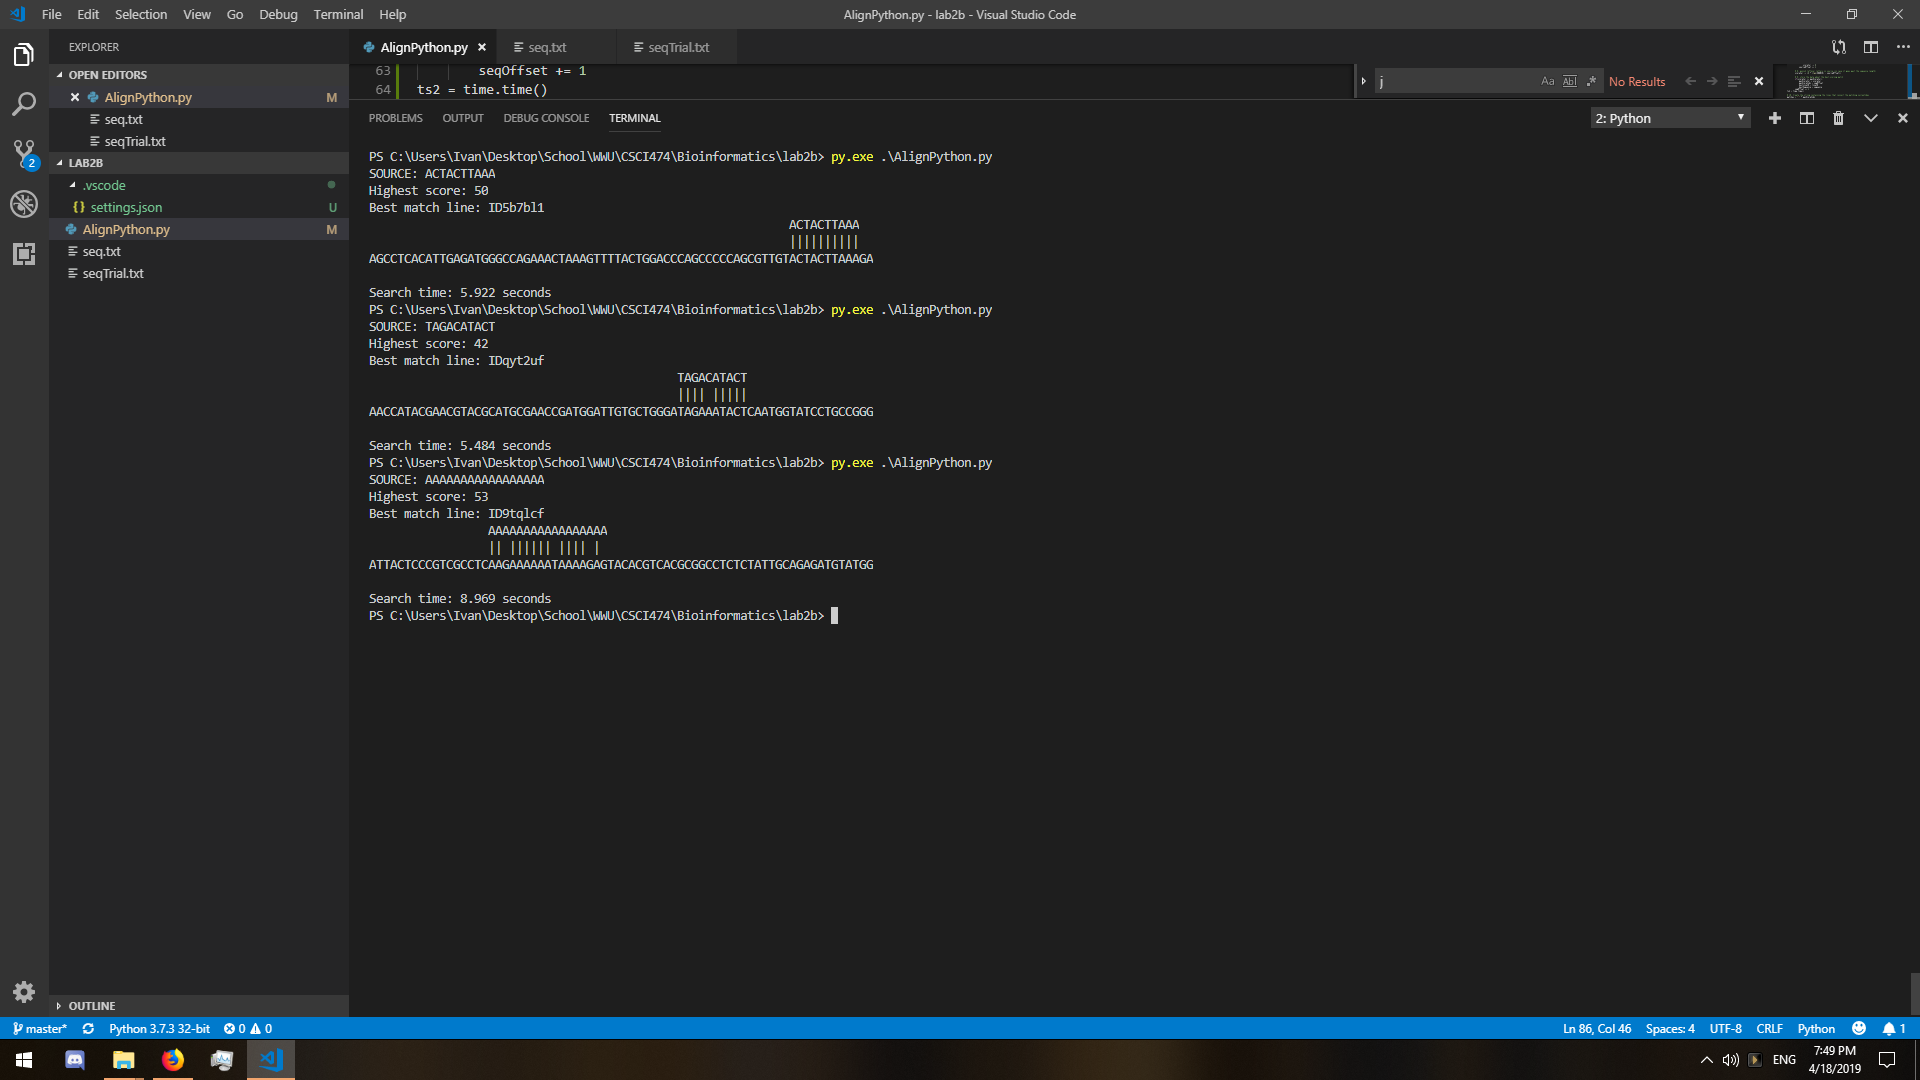 File Edit Selection View Go Debug Terminal Help
AlignPython.py - lab2b - Visual Studio Code
EXPLORER
OPEN EDITORS
AlignPython.py M
seq.txt
seqTrial.txt
LAB2B
.vscode
{} settings.json U
AlignPython.py M
seq.txt
seqTrial.txt
OUTLINE
2
AlignPython.py seq.txt seqTrial.txt
63 seqOffset += 1
64 ts2 = time.time()
j Aa Abl .* No Results
PROBLEMS OUTPUT DEBUG CONSOLE TERMINAL
2: Python
PS C:\Users\Ivan\Desktop\School\WWU\CSCI474\Bioinformatics\lab2b> py.exe .\AlignPython.py
SOURCE: ACTACTTAAA
Highest score: 50
Best match line: ID5b7bl1
ACTACTTAAA
||||||||||
AGCCTCACATTGAGATGGGCCAGAAACTAAAGTTTTACTGGACCCAGCCCCCAGCGTTGTACTACTTAAAGA
Search time: 5.922 seconds
PS C:\Users\Ivan\Desktop\School\WWU\CSCI474\Bioinformatics\lab2b> py.exe .\AlignPython.py
SOURCE: TAGACATACT
Highest score: 42
Best match line: IDqyt2uf
TAGACATACT
|||| |||||
AACCATACGAACGTACGCATGCGAACCGATGGATTGTGCTGGGATAGAAATACTCAATGGTATCCTGCCGGG
Search time: 5.484 seconds
PS C:\Users\Ivan\Desktop\School\WWU\CSCI474\Bioinformatics\lab2b> py.exe .\AlignPython.py
SOURCE: AAAAAAAAAAAAAAAAA
Highest score: 53
Best match line: ID9tqlcf
AAAAAAAAAAAAAAAAA
|| |||||| |||| |
ATTACTCCCGTCGCCTCAAGAAAAAATAAAAGAGTACACGTCACGCGGCCTCTCTATTGCAGAGATGTATGG
Search time: 8.969 seconds
PS C:\Users\Ivan\Desktop\School\WWU\CSCI474\Bioinformatics\lab2b>
master* Python 3.7.3 32-bit 0 0 Ln 86, Col 46 Spaces: 4 UTF-8 CRLF Python 1
ENG
7:49 PM
4/18/2019